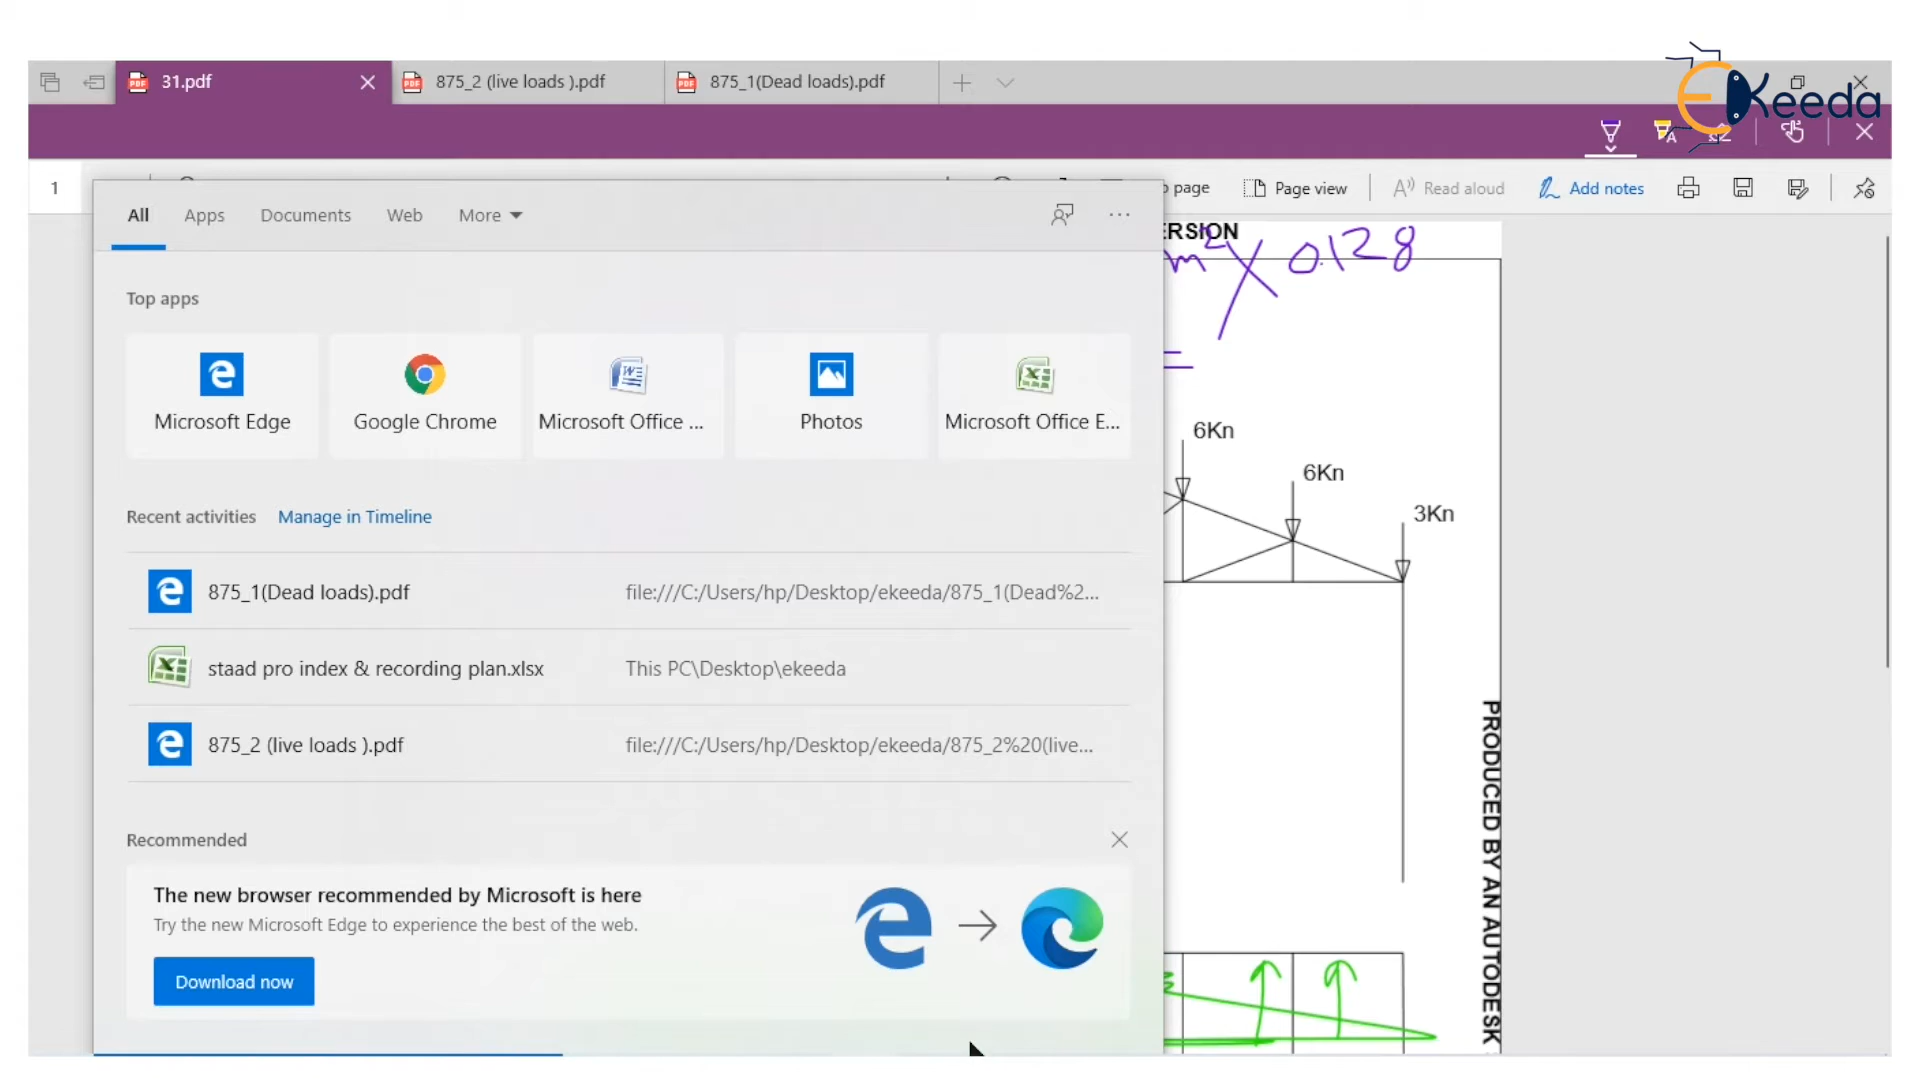 31.pdf
875_2 (live loads ).pdf
875_1(Dead loads).pdf
EKeeda
1
page
Page view
Read aloud
Add notes
All
Apps
Documents
Web
More
ERSION
m² X 0.128
=
Top apps
Microsoft Edge
Google Chrome
Microsoft Office ...
Photos
Microsoft Office E...
6Kn
6Kn
3Kn
Recent activities
Manage in Timeline
875_1(Dead loads).pdf
file:///C:/Users/hp/Desktop/ekeeda/875_1(Dead%2...
staad pro index & recording plan.xlsx
This PC\Desktop\ekeeda
875_2 (live loads ).pdf
file:///C:/Users/hp/Desktop/ekeeda/875_2%20(live...
Recommended
The new browser recommended by Microsoft is here
Try the new Microsoft Edge to experience the best of the web.
Download now
PRODUCED BY AN AUTODESK